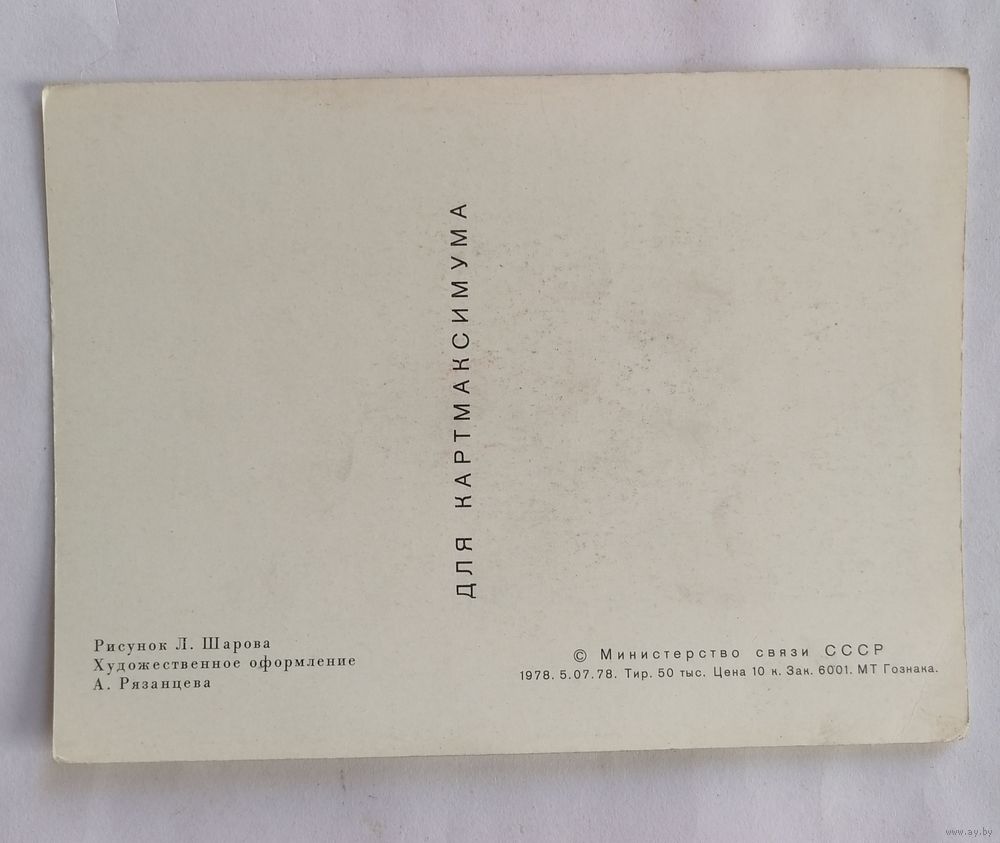 ДЛЯ КАРТМАКСИМУМА
Рисунок Л. Шарова
Художественное оформление
А. Рязанцева
© Министерство связи СССР
1978. 5.07.78. Тир. 50 тыс. Цена 10 к. Зак. 6001. МТ Гознака.
www.ay.by